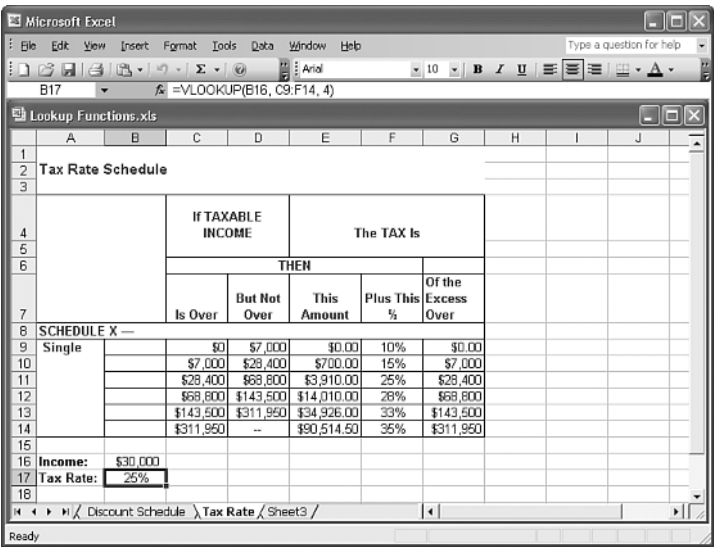 Microsoft Excel
File Edit View Insert Format Tools Data Window Help Type a question for help
Arial 10 B I U
B17 fx =VLOOKUP(B16, C9:F14, 4)
Lookup Functions.xls
A B C D E F G H I J
1
2 Tax Rate Schedule
3
4 If TAXABLE INCOME The TAX Is
5
6 THEN
7 Is Over But Not Over This Amount Plus This % Of the Excess Over
8 SCHEDULE X —
9 Single $0 $7,000 $0.00 10% $0.00
10 $7,000 $28,400 $700.00 15% $7,000
11 $28,400 $68,800 $3,910.00 25% $28,400
12 $68,800 $143,500 $14,010.00 28% $68,800
13 $143,500 $311,950 $34,926.00 33% $143,500
14 $311,950 -- $90,514.50 35% $311,950
15
16 Income: $30,000
17 Tax Rate: 25%
18
Discount Schedule Tax Rate Sheet3
Ready